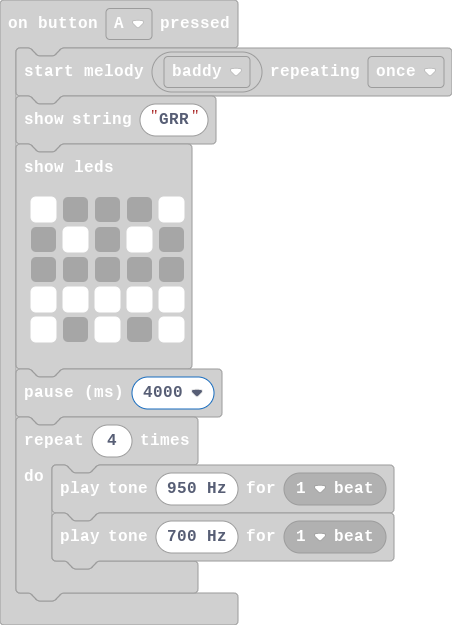 on button A pressed
start melody baddy repeating once
show string "GRR"
show leds
pause (ms) 4000
repeat 4 times
do
play tone 950 Hz for 1 beat
play tone 700 Hz for 1 beat